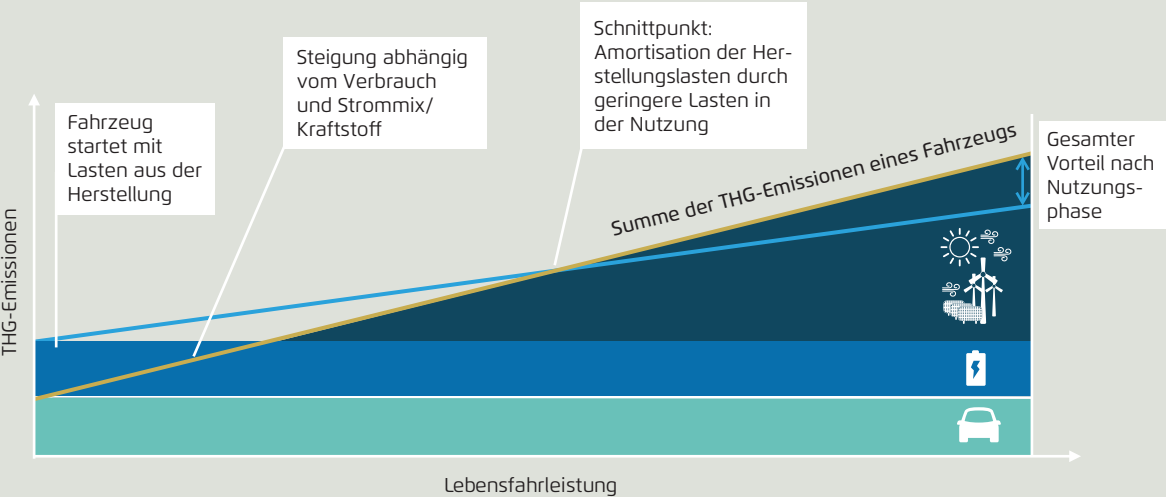 Schnittpunkt:
Amortisation der Her-
stellungslasten durch
geringere Lasten in
der Nutzung
Steigung abhängig
vom Verbrauch
und Strommix/
Kraftstoff
Fahrzeug
startet mit
Lasten aus der
Herstellung
Summe der THG-Emissionen eines Fahrzeugs
Gesamter
Vorteil nach
Nutzungs-
phase
THG-Emissionen
Lebensfahrleistung